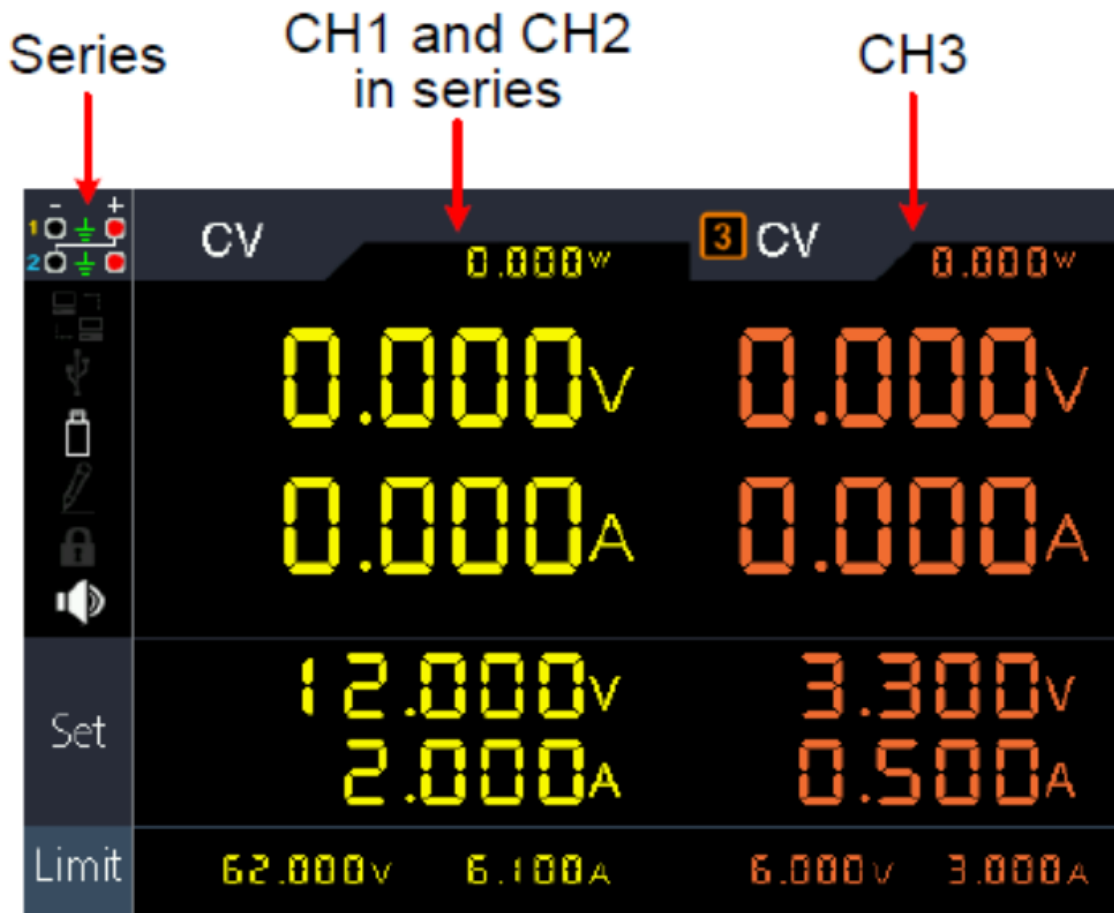 Series
CH1 and CH2
in series
CH3
- +
1
2
CV
0.000W
3 CV
0.000W
0.000V
0.000V
0.000A
0.000A
Set
12.000V
3.300V
2.000A
0.500A
Limit
62.000V 6.100A
6.000V 3.000A